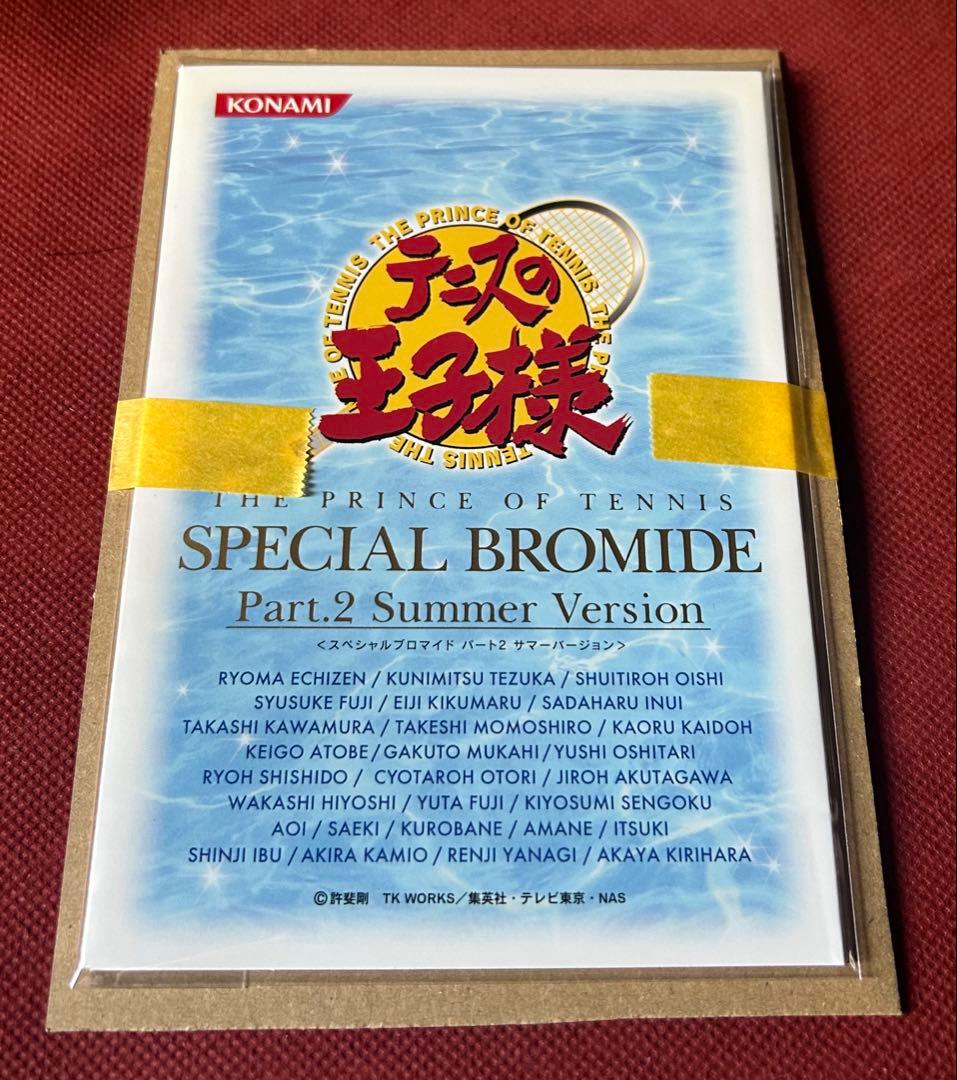 KONAMI
THE PRINCE OF TENNIS THE
OF TENNIS
TENNIS THE
テニスの
王子様
THE PRINCE OF TENNIS
SPECIAL BROMIDE
Part.2 Summer Version
<スペシャルブロマイド パート2 サマーバージョン>
RYOMA ECHIZEN / KUNIMITSU TEZUKA / SHUITIROH OISHI
SYUSUKE FUJI / EIJI KIKUMARU / SADAHARU INUI
TAKASHI KAWAMURA / TAKESHI MOMOSHIRO / KAORU KAIDOH
KEIGO ATOBE / GAKUTO MUKAHI / YUSHI OSHITARI
RYOH SHISHIDO / CYOTAROH OTORI / JIROH AKUTAGAWA
WAKASHI HIYOSHI / YUTA FUJI / KIYOSUMI SENGOKU
AOI / SAEKI / KUROBANE / AMANE / ITSUKI
SHINJI IBU / AKIRA KAMIO / RENJI YANAGI / AKAYA KIRIHARA
©許斐剛 TK WORKS/集英社・テレビ東京・NAS